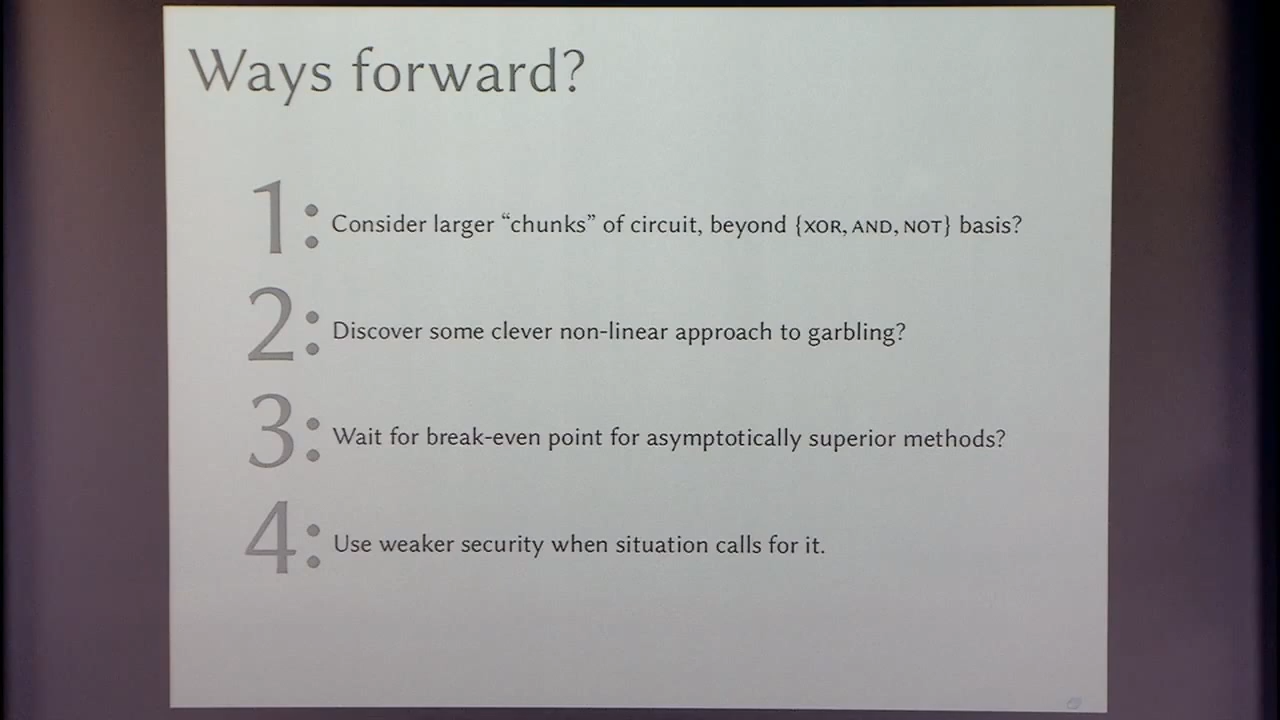 Ways forward?
1: Consider larger “chunks” of circuit, beyond {XOR, AND, NOT} basis?
2: Discover some clever non-linear approach to garbling?
3: Wait for break-even point for asymptotically superior methods?
4: Use weaker security when situation calls for it.